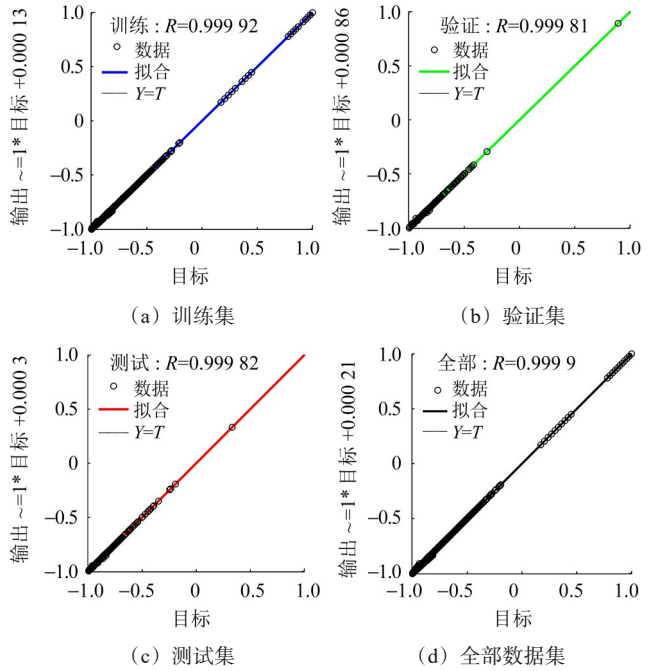 训练 : R=0.999 92
数据
拟合
Y=T
输出 ~=1* 目标 +0.000 13
1.0
0.5
0
−0.5
−1.0
−1.0 −0.5 0 0.5 1.0
目标
(a) 训练集
验证 : R=0.999 81
数据
拟合
Y=T
输出 ~=1* 目标 +0.000 86
1.0
0.5
0
−0.5
−1.0
−1.0 −0.5 0 0.5 1.0
目标
(b) 验证集
测试 : R=0.999 82
数据
拟合
Y=T
输出 ~=1* 目标 +0.000 3
1.0
0.5
0
−0.5
−1.0
−1.0 −0.5 0 0.5 1.0
目标
(c) 测试集
全部 : R=0.999 9
数据
拟合
Y=T
输出 ~=1* 目标 +0.000 21
1.0
0.5
0
−0.5
−1.0
−1.0 −0.5 0 0.5 1.0
目标
(d) 全部数据集